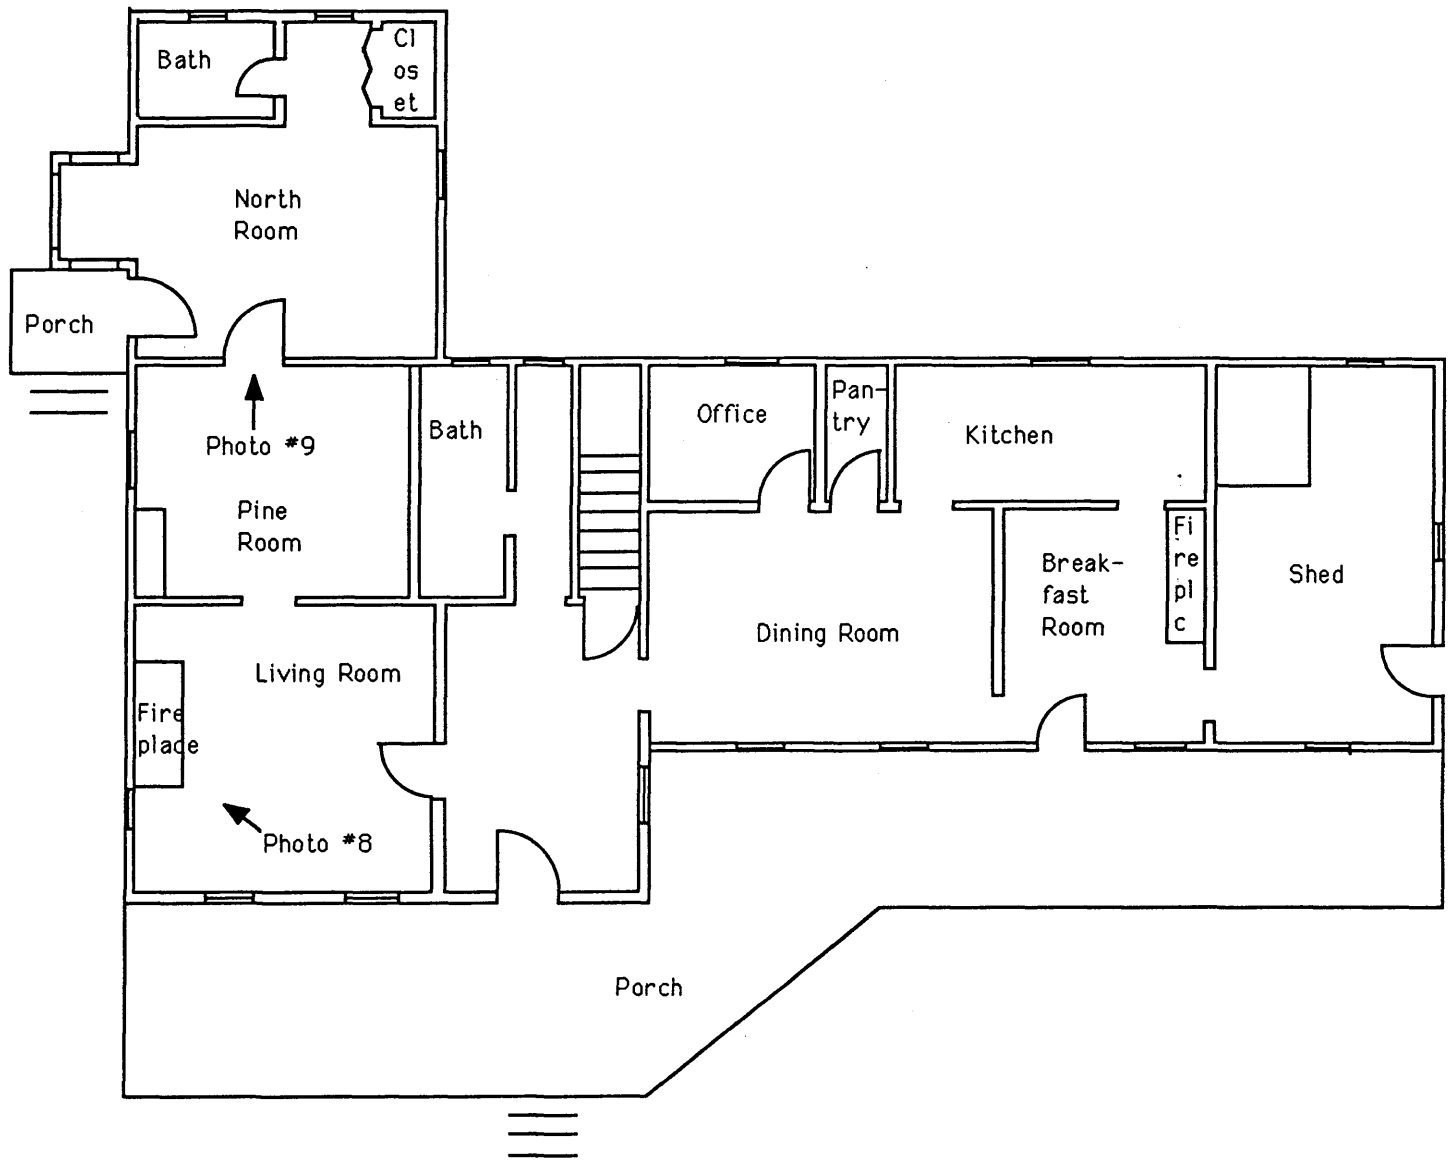 Bath
Cl
os
et
North
Room
Porch
Photo #9
Bath
Pine
Room
Office
Pan-
try
Kitchen
Fi
re
pl
c
Break-
fast
Room
Shed
Dining Room
Living Room
Fire
place
Photo #8
Porch